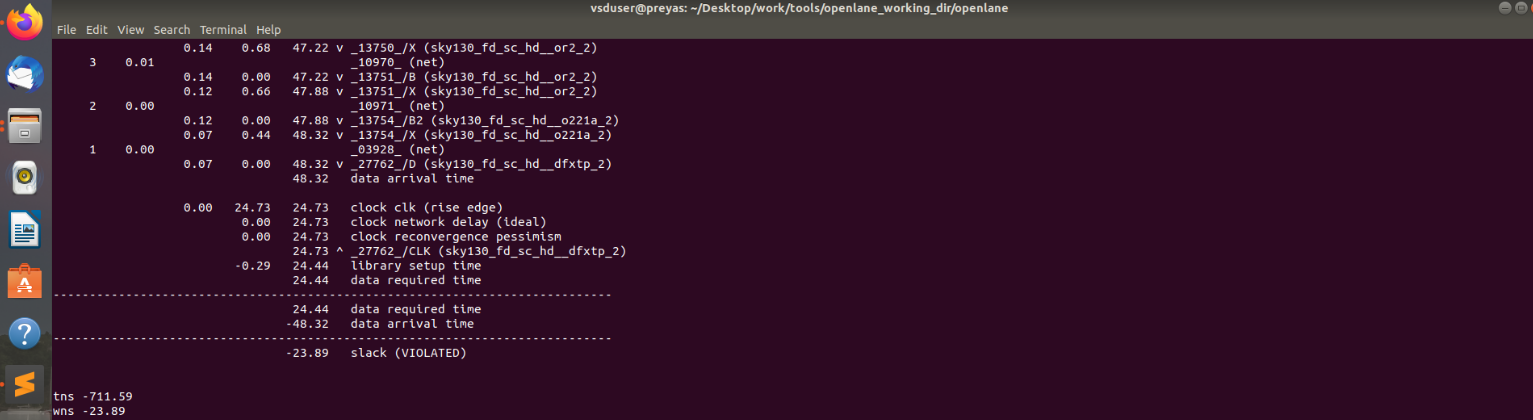 vsduser@preyas: ~/Desktop/work/tools/openlane_working_dir/openlane
File Edit View Search Terminal Help
0.14 0.68 47.22 v _13750_/X (sky130_fd_sc_hd__or2_2)
3 0.01 _10970_ (net)
0.14 0.00 47.22 v _13751_/B (sky130_fd_sc_hd__or2_2)
0.12 0.66 47.88 v _13751_/X (sky130_fd_sc_hd__or2_2)
2 0.00 _10971_ (net)
0.12 0.00 47.88 v _13754_/B2 (sky130_fd_sc_hd__o221a_2)
0.07 0.44 48.32 v _13754_/X (sky130_fd_sc_hd__o221a_2)
1 0.00 _03928_ (net)
0.07 0.00 48.32 v _27762_/D (sky130_fd_sc_hd__dfxtp_2)
48.32 data arrival time
0.00 24.73 24.73 clock clk (rise edge)
0.00 24.73 clock network delay (ideal)
0.00 24.73 clock reconvergence pessimism
24.73 ^ _27762_/CLK (sky130_fd_sc_hd__dfxtp_2)
-0.29 24.44 library setup time
24.44 data required time
-----------------------------------------------------------------------------
24.44 data required time
-48.32 data arrival time
-----------------------------------------------------------------------------
-23.89 slack (VIOLATED)
tns -711.59
wns -23.89